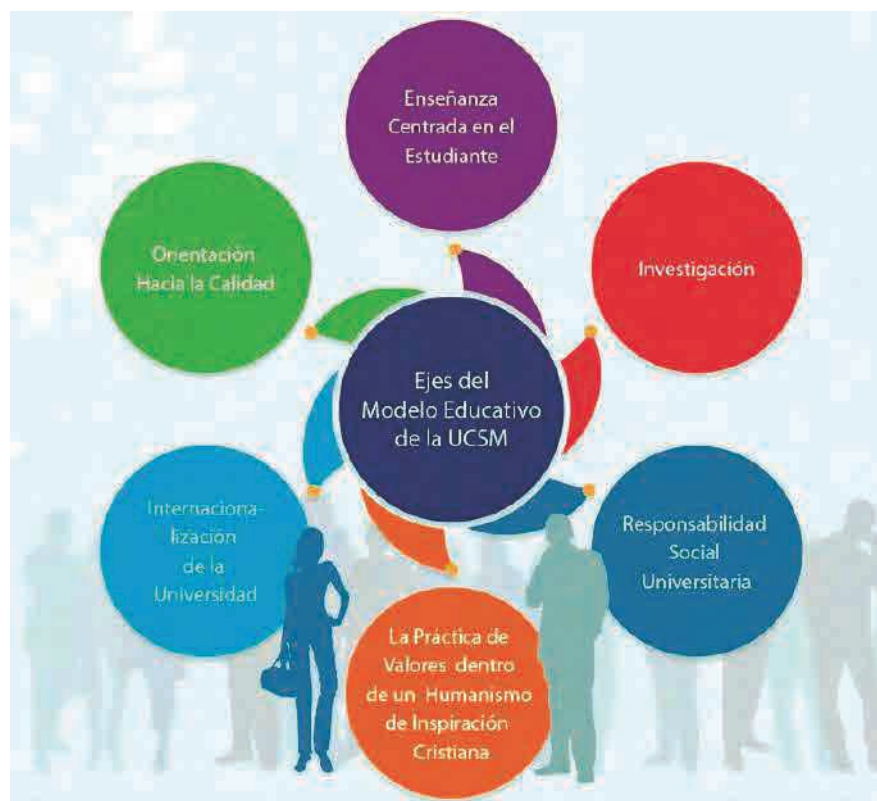 Enseñanza
Centrada en el
Estudiante
Orientación
Hacia la Calidad
Investigación
Ejes del
Modelo Educativo
de la UCSM
Internaciona-
lización
de la
Universidad
Responsabilidad
Social
Universitaria
La Práctica de
Valores dentro
de un Humanismo
de Inspiración
Cristiana